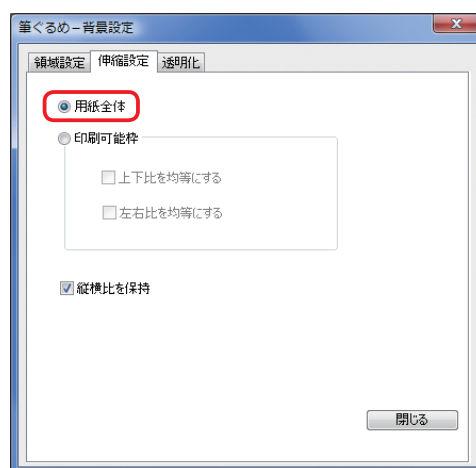 筆ぐるめ－背景設定
領域設定 伸縮設定 透明化
用紙全体
印刷可能枠
上下比を均等にする
左右比を均等にする
縦横比を保持
閉じる